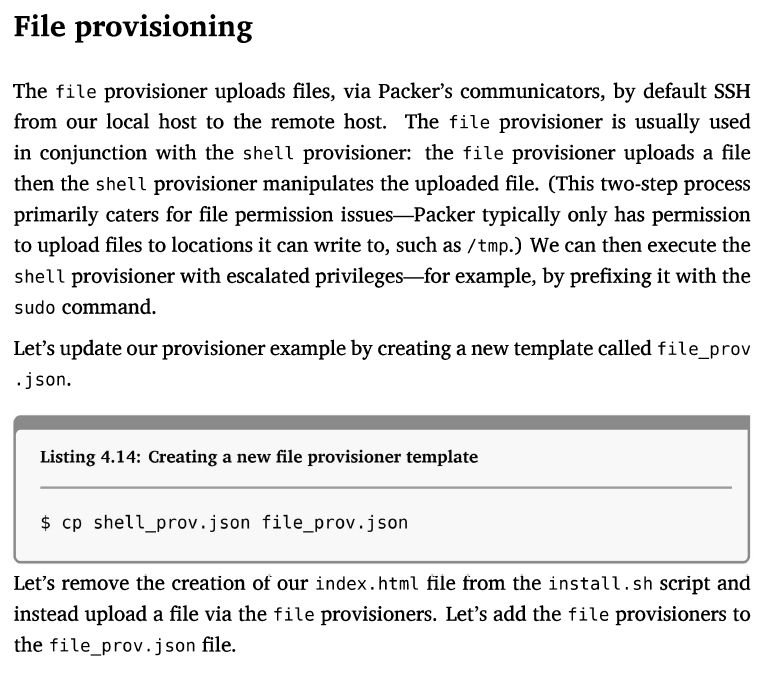 File provisioning
The file provisioner uploads files, via Packer's communicators, by default SSH
from our local host to the remote host. The file provisioner is usually used
in conjunction with the shell provisioner: the file provisioner uploads a file
then the shell provisioner manipulates the uploaded file. (This two-step process
primarily caters for file permission issues—Packer typically only has permission
to upload files to locations it can write to, such as /tmp.) We can then execute the
shell provisioner with escalated privileges—for example, by prefixing it with the
sudo command.
Let's update our provisioner example by creating a new template called file_prov
.json.
Listing 4.14: Creating a new file provisioner template
$ cp shell_prov.json file_prov.json
Let's remove the creation of our index.html file from the install.sh script and
instead upload a file via the file provisioners. Let's add the file provisioners to
the file_prov.json file.